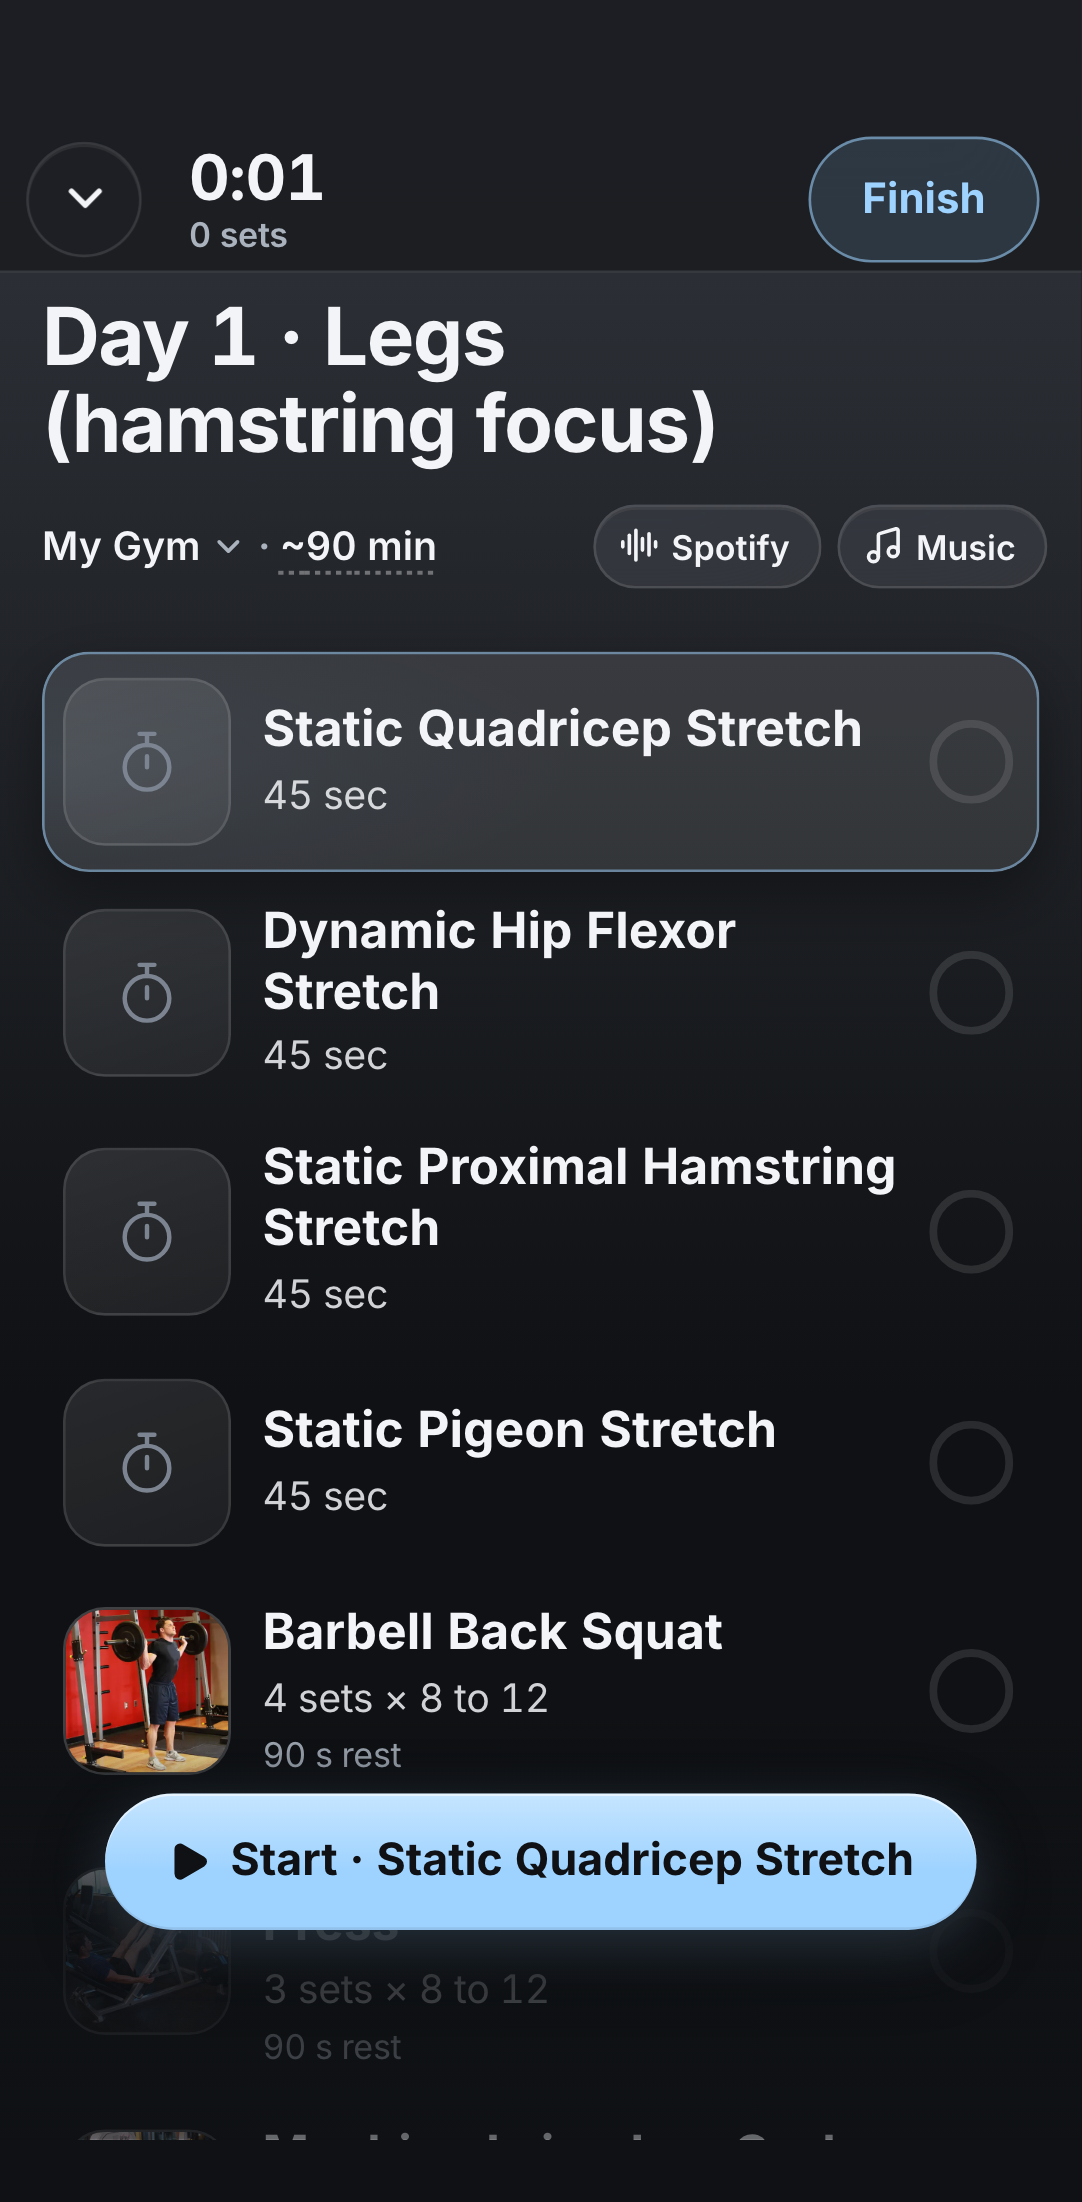 0:01
0 sets
Finish
Day 1 · Legs
(hamstring focus)
My Gym · ~90 min
Spotify
Music
Static Quadricep Stretch
45 sec
Dynamic Hip Flexor
Stretch
45 sec
Static Proximal Hamstring
Stretch
45 sec
Static Pigeon Stretch
45 sec
Barbell Back Squat
4 sets × 8 to 12
90 s rest
Start · Static Quadricep Stretch
Press
3 sets × 8 to 12
90 s rest